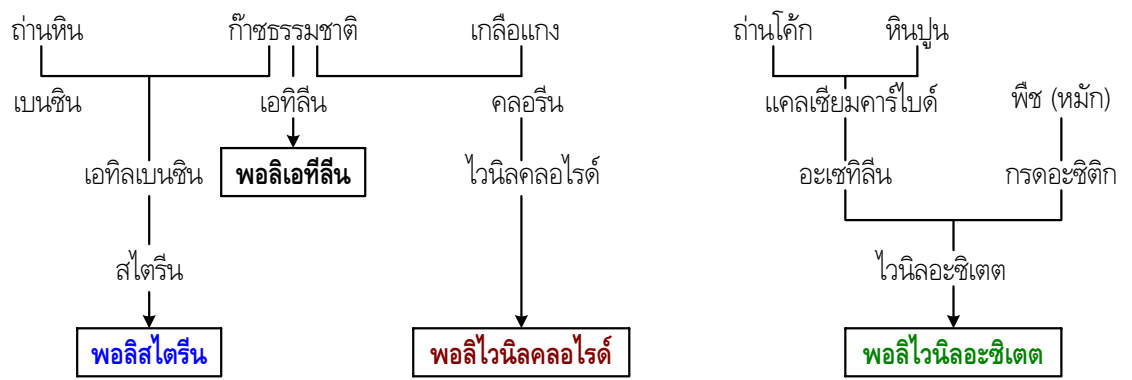 ถ่านหิน ก๊าซธรรมชาติ เกลือแกง ถ่านโค้ก หินปูน
เบนซิน เอทิลีน คลอรีน แคลเซียมคาร์ไบด์ พืช (หมัก)
เอทิลเบนซิน พอลิเอทีลีน ไวนิลคลอไรด์ อะเซทิลีน กรดอะซิติก
สไตรีน ไวนิลอะซิเตต
พอลิสไตรีน พอลิไวนิลคลอไรด์ พอลิไวนิลอะซิเตต